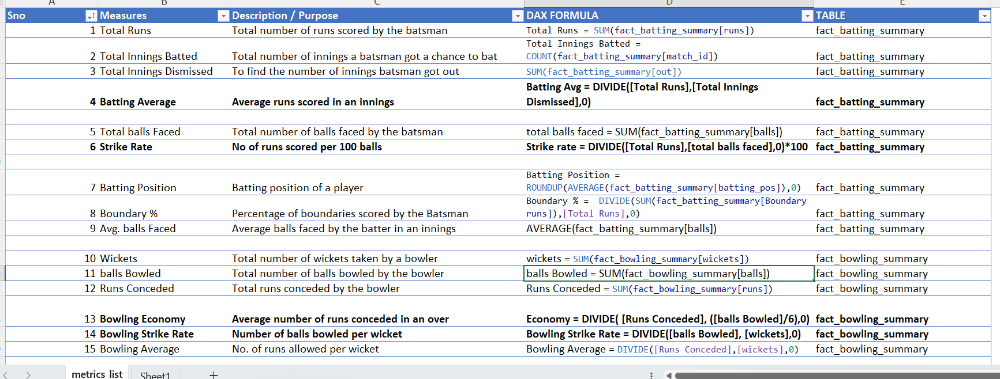 A B C D E
Sno Measures Description / Purpose DAX FORMULA TABLE
1 Total Runs Total number of runs scored by the batsman Total Runs = SUM(fact_batting_summary[runs]) fact_batting_summary
Total Innings Batted =
2 Total Innings Batted Total number of innings a batsman got a chance to bat COUNT(fact_batting_summary[match_id]) fact_batting_summary
3 Total Innings Dismissed To find the number of innings batsman got out SUM(fact_batting_summary[out]) fact_batting_summary
Batting Avg = DIVIDE([Total Runs],[Total Innings
4 Batting Average Average runs scored in an innings Dismissed],0) fact_batting_summary
5 Total balls Faced Total number of balls faced by the batsman total balls faced = SUM(fact_batting_summary[balls]) fact_batting_summary
6 Strike Rate No of runs scored per 100 balls Strike rate = DIVIDE([Total Runs],[total balls faced],0)*100 fact_batting_summary
Batting Position =
7 Batting Position Batting position of a player ROUNDUP(AVERAGE(fact_batting_summary[batting_pos]),0) fact_batting_summary
Boundary % = DIVIDE(SUM(fact_batting_summary[Boundary
8 Boundary % Percentage of boundaries scored by the Batsman runs]),[Total Runs],0) fact_batting_summary
9 Avg. balls Faced Average balls faced by the batter in an innings AVERAGE(fact_batting_summary[balls]) fact_batting_summary
10 Wickets Total number of wickets taken by a bowler wickets = SUM(fact_bowling_summary[wickets]) fact_bowling_summary
11 balls Bowled Total number of balls bowled by the bowler balls Bowled = SUM(fact_bowling_summary[balls]) fact_bowling_summary
12 Runs Conceded Total runs conceded by the bowler Runs Conceded = SUM(fact_bowling_summary[runs]) fact_bowling_summary
13 Bowling Economy Average number of runs conceded in an over Economy = DIVIDE( [Runs Conceded], ([balls Bowled]/6),0) fact_bowling_summary
14 Bowling Strike Rate Number of balls bowled per wicket Bowling Strike Rate = DIVIDE([balls Bowled], [wickets],0) fact_bowling_summary
15 Bowling Average No. of runs allowed per wicket Bowling Average = DIVIDE([Runs Conceded],[wickets],0) fact_bowling_summary
metrics list Sheet1 +